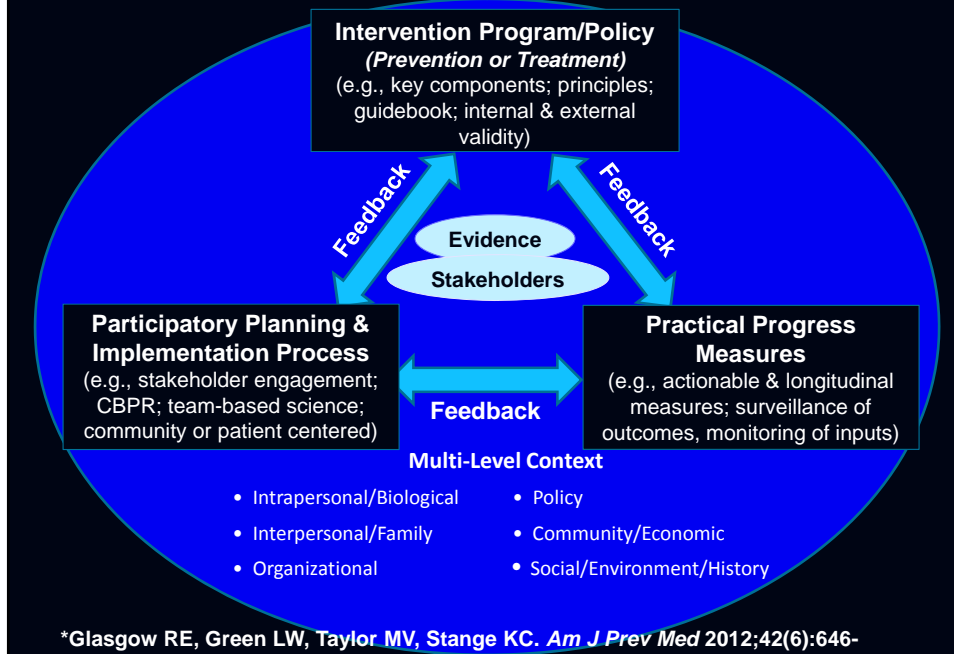 Intervention Program/Policy
(Prevention or Treatment)
(e.g., key components; principles;
guidebook; internal & external
validity)
Feedback
Feedback
Evidence
Stakeholders
Participatory Planning &
Implementation Process
(e.g., stakeholder engagement;
CBPR; team-based science;
community or patient centered)
Feedback
Practical Progress
Measures
(e.g., actionable & longitudinal
measures; surveillance of
outcomes, monitoring of inputs)
Multi-Level Context
• Intrapersonal/Biological
• Interpersonal/Family
• Organizational
• Policy
• Community/Economic
• Social/Environment/History
*Glasgow RE, Green LW, Taylor MV, Stange KC. Am J Prev Med 2012;42(6):646-